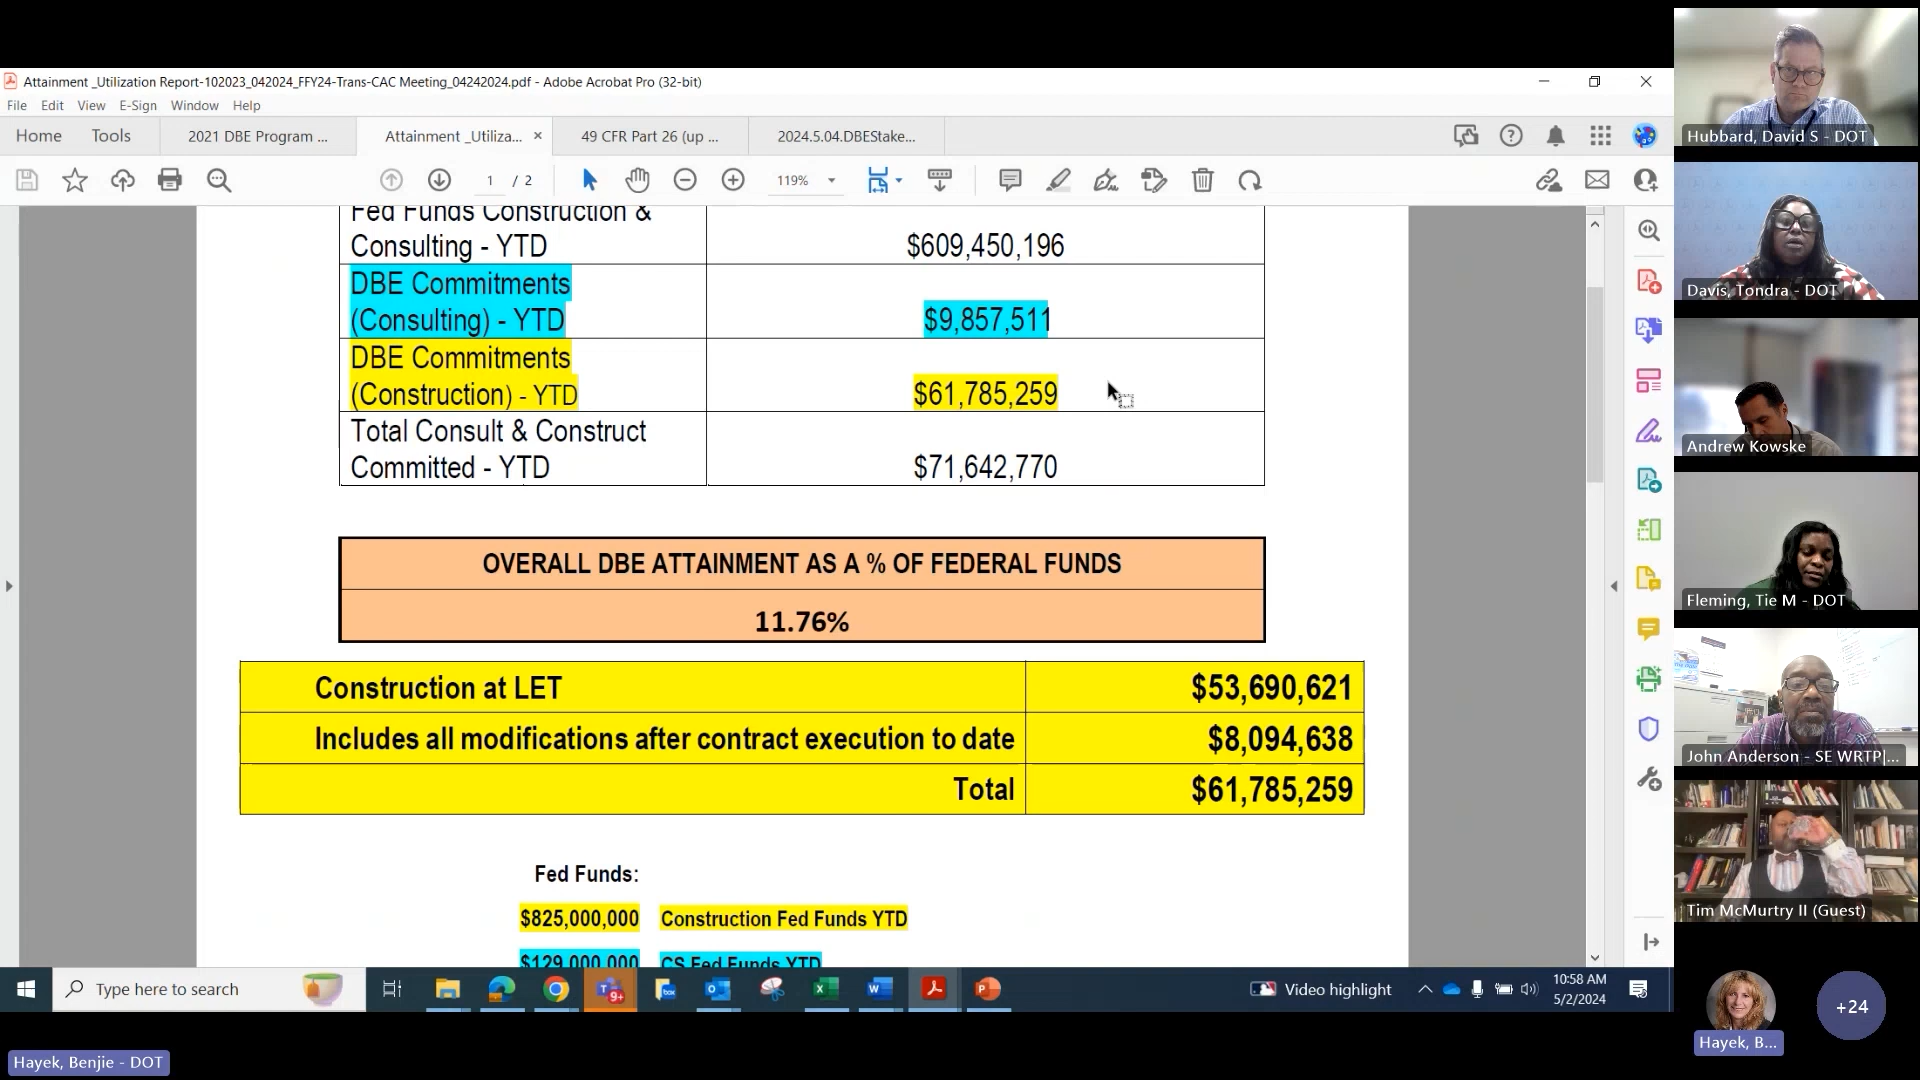 Attainment _Utilization Report-102023_042024_FFY24-Trans-CAC Meeting_04242024.pdf - Adobe Acrobat Pro (32-bit)
File Edit View E-Sign Window Help
Home Tools 2021 DBE Program ... Attainment _Utiliza... × 49 CFR Part 26 (up ... 2024.5.04.DBEStake...
1 / 2 119%
Fed Funds Construction &
Consulting - YTD $609,450,196
DBE Commitments
(Consulting) - YTD $9,857,511
DBE Commitments
(Construction) - YTD $61,785,259
Total Consult & Construct
Committed - YTD $71,642,770
OVERALL DBE ATTAINMENT AS A % OF FEDERAL FUNDS
11.76%
Construction at LET $53,690,621
Includes all modifications after contract execution to date $8,094,638
Total $61,785,259
Fed Funds:
$825,000,000 Construction Fed Funds YTD
$129,000,000 CS Fed Funds YTD
Type here to search
9+
Video highlight
10:58 AM
5/2/2024
Hayek, Benjie - DOT
Hubbard, David S - DOT
Davis, Tondra - DOT
Andrew Kowske
Fleming, Tie M - DOT
John Anderson - SE WRTP|...
Tim McMurtry II (Guest)
Hayek, B...
+24